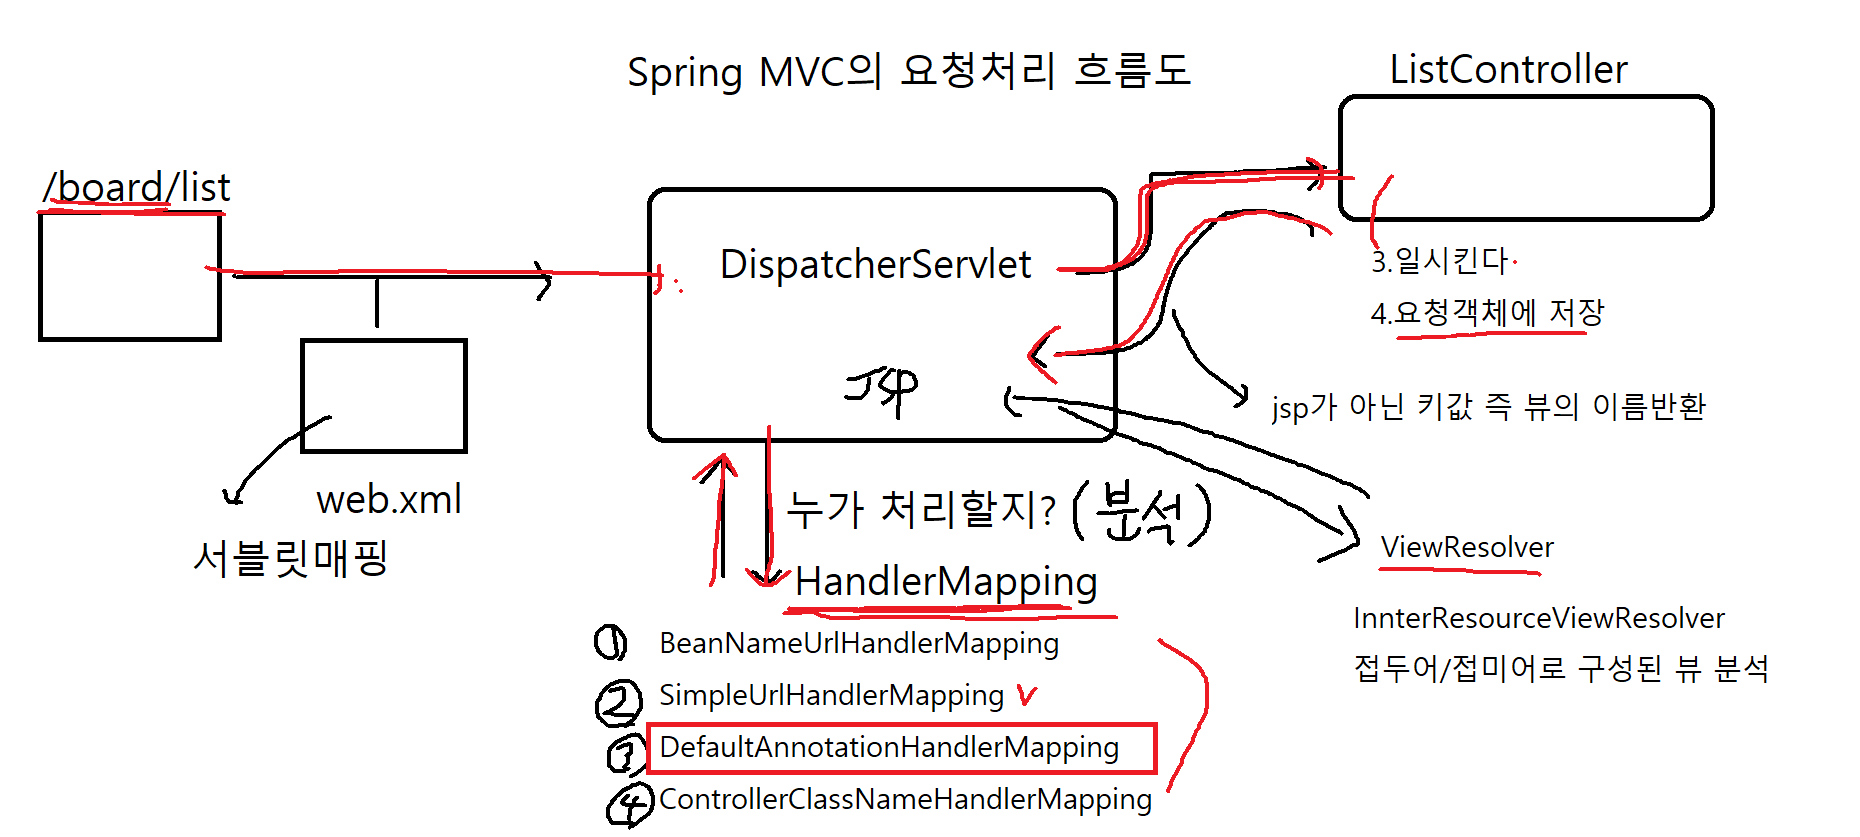 Spring MVC의 요청처리 흐름도
ListController
/board/list
DispatcherServlet
3.일시킨다
4.요청객체에 저장
JSP
jsp가 아닌 키값 즉 뷰의 이름반환
web.xml
서블릿매핑
누가 처리할지? (분석)
HandlerMapping
ViewResolver
InnterResourceViewResolver
접두어/접미어로 구성된 뷰 분석
① BeanNameUrlHandlerMapping
② SimpleUrlHandlerMapping
③ DefaultAnnotationHandlerMapping
④ ControllerClassNameHandlerMapping